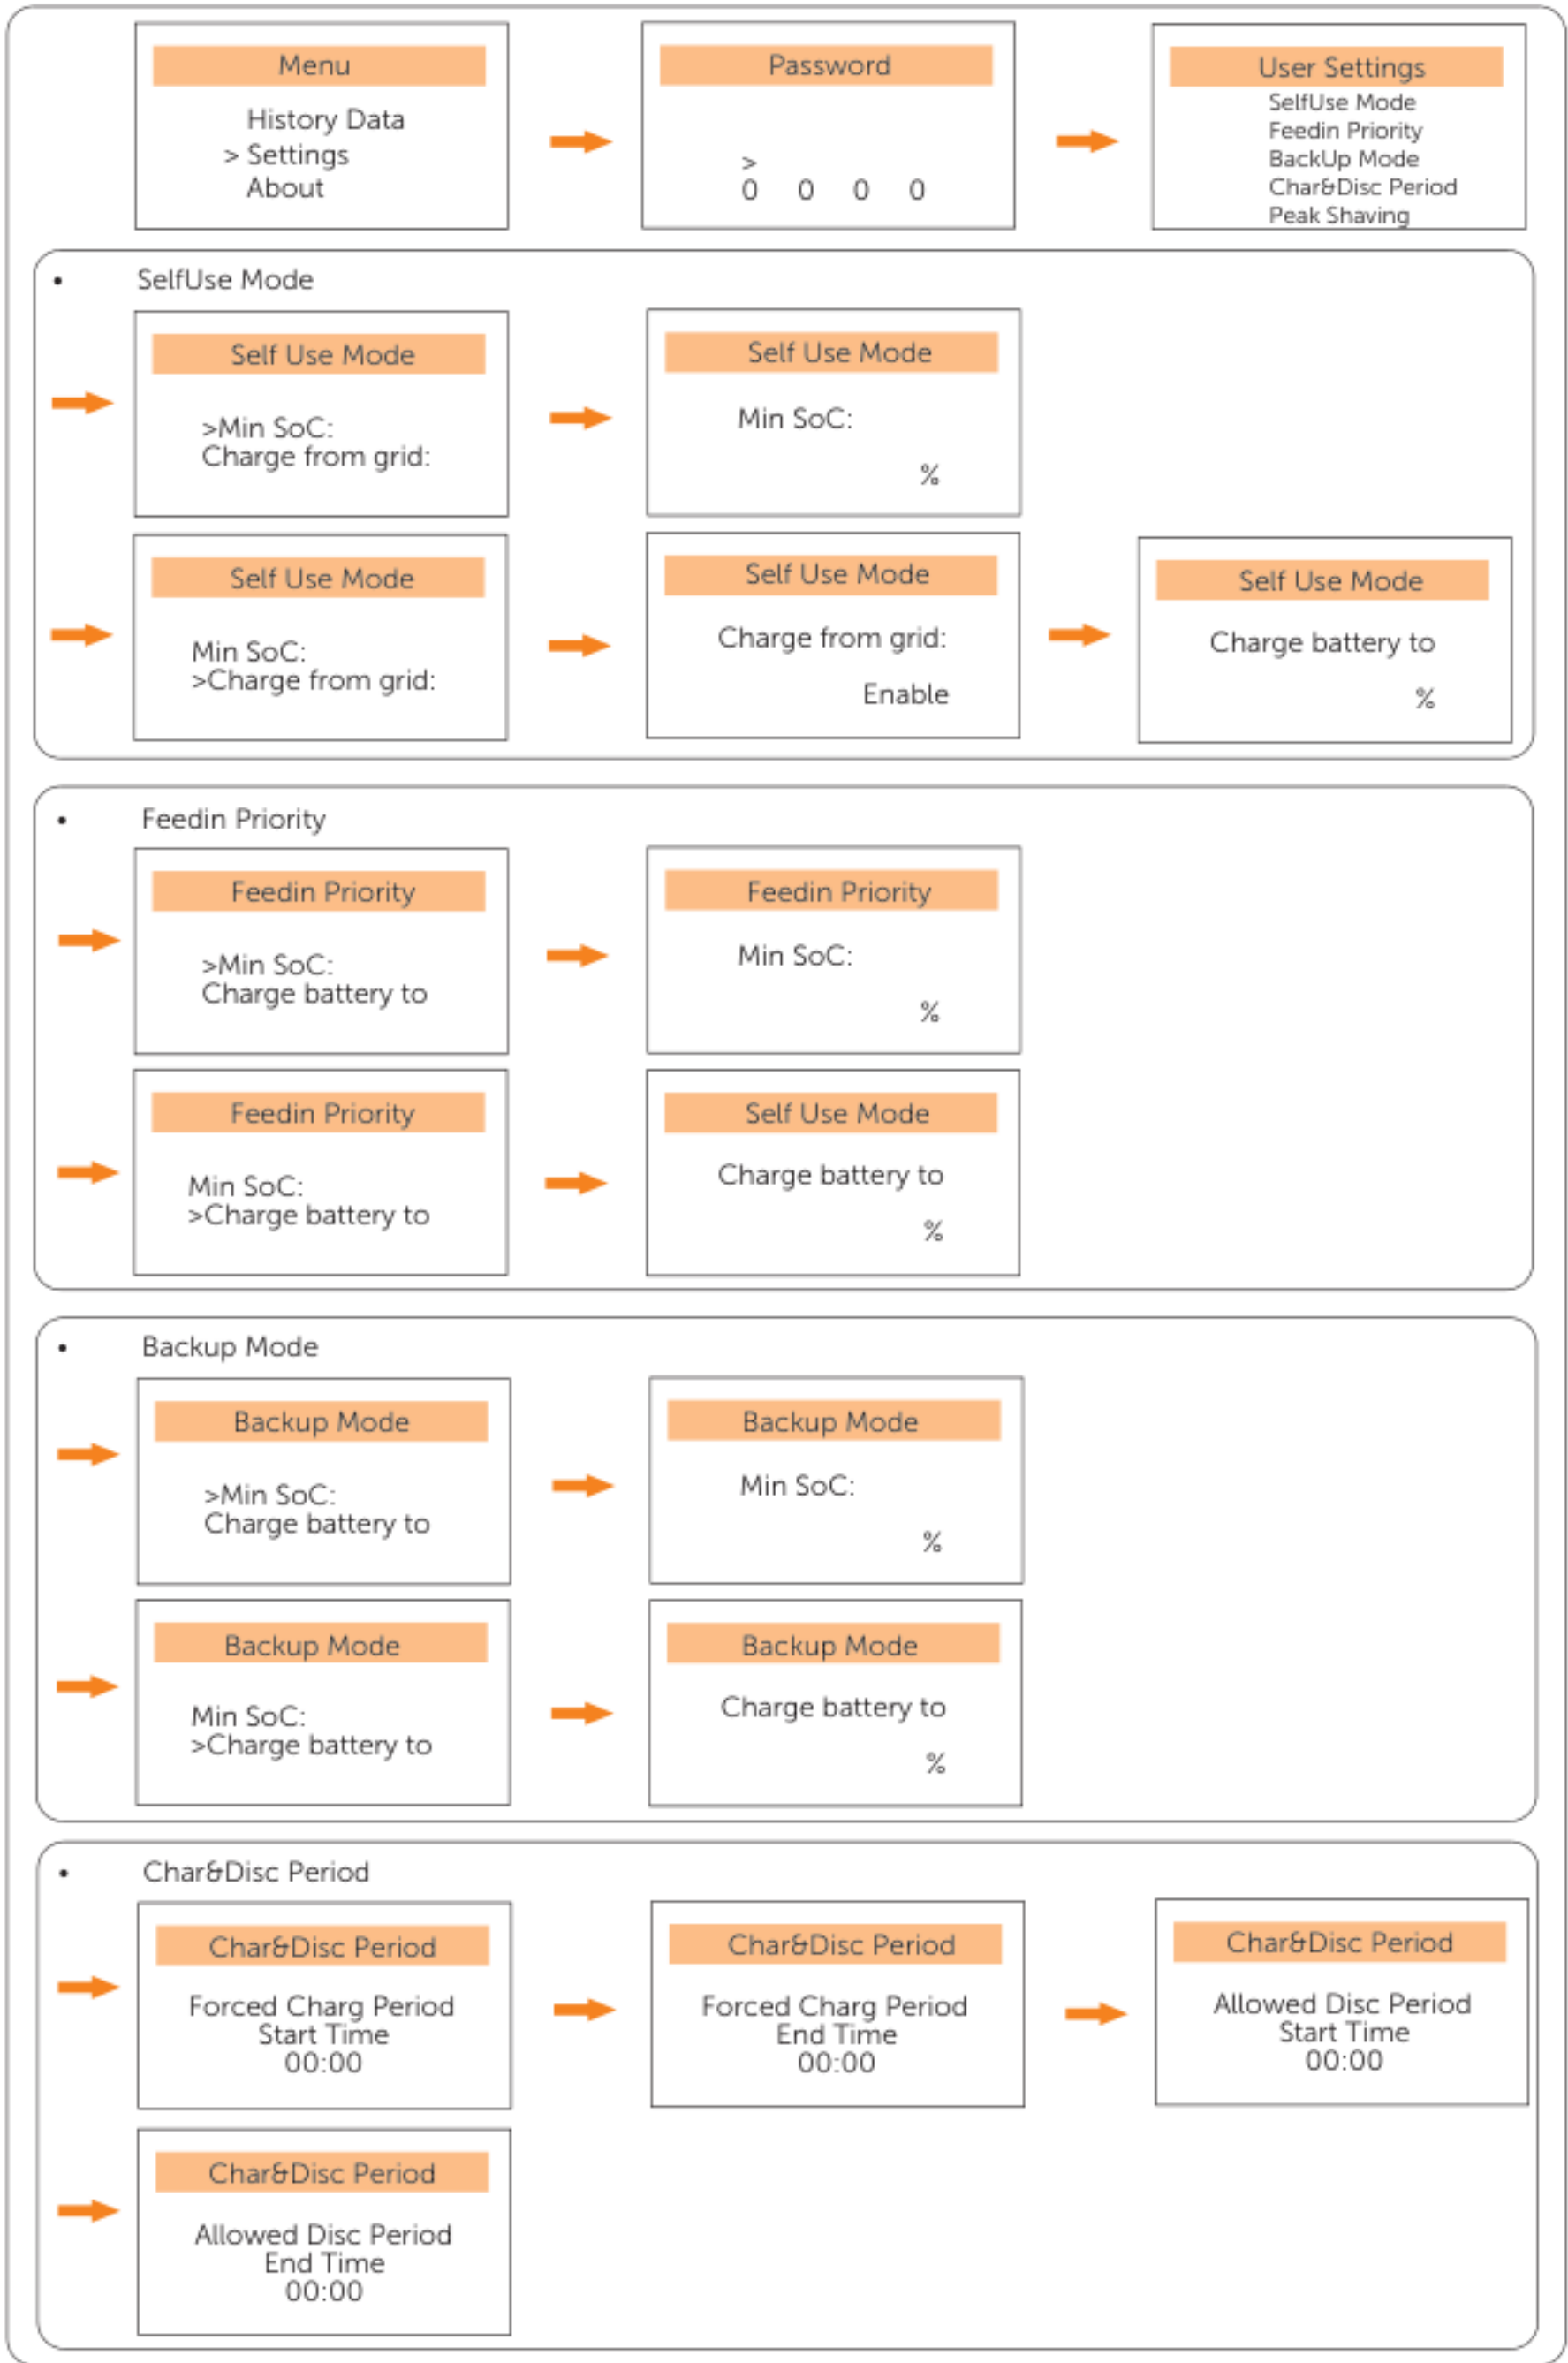 Menu
History Data
> Settings
About
Password
>
0 0 0 0
User Settings
SelfUse Mode
Feedin Priority
BackUp Mode
Char&Disc Period
Peak Shaving
• SelfUse Mode
Self Use Mode
>Min SoC:
Charge from grid:
Self Use Mode
Min SoC:
%
Self Use Mode
Min SoC:
>Charge from grid:
Self Use Mode
Charge from grid:
Enable
Self Use Mode
Charge battery to
%
• Feedin Priority
Feedin Priority
>Min SoC:
Charge battery to
Feedin Priority
Min SoC:
%
Feedin Priority
Min SoC:
>Charge battery to
Self Use Mode
Charge battery to
%
• Backup Mode
Backup Mode
>Min SoC:
Charge battery to
Backup Mode
Min SoC:
%
Backup Mode
Min SoC:
>Charge battery to
Backup Mode
Charge battery to
%
• Char&Disc Period
Char&Disc Period
Forced Charg Period
Start Time
00:00
Char&Disc Period
Forced Charg Period
End Time
00:00
Char&Disc Period
Allowed Disc Period
Start Time
00:00
Char&Disc Period
Allowed Disc Period
End Time
00:00